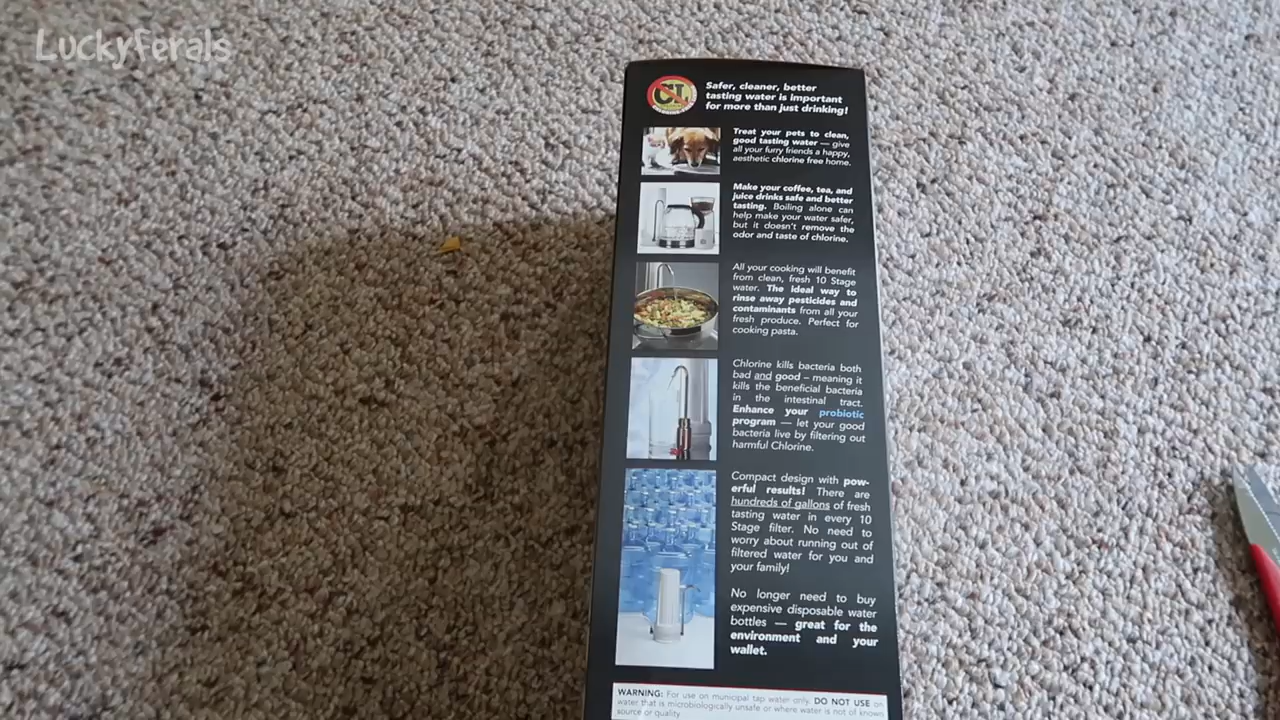 Luckyferals
CL
Safer, cleaner, better
tasting water is important
for more than just drinking!
Treat your pets to clean,
good tasting water — give
all your furry friends a happy,
aesthetic chlorine free home.
Make your coffee, tea, and
juice drinks safe and better
tasting. Boiling alone can
help make your water safer,
but it doesn't remove the
odor and taste of chlorine.
All your cooking will benefit
from clean, fresh 10 Stage
water. The ideal way to
rinse away pesticides and
contaminants from all your
fresh produce. Perfect for
cooking pasta.
Chlorine kills bacteria both
bad and good – meaning it
kills the beneficial bacteria
in the intestinal tract.
Enhance your probiotic
program — let your good
bacteria live by filtering out
harmful Chlorine.
Compact design with pow-
erful results! There are
hundreds of gallons of fresh
tasting water in every 10
Stage filter. No need to
worry about running out of
filtered water for you and
your family!
No longer need to buy
expensive disposable water
bottles — great for the
environment and your
wallet.
WARNING: For use on municipal tap water only. DO NOT USE on
water that is microbiologically unsafe or where water is not of known
source or quality